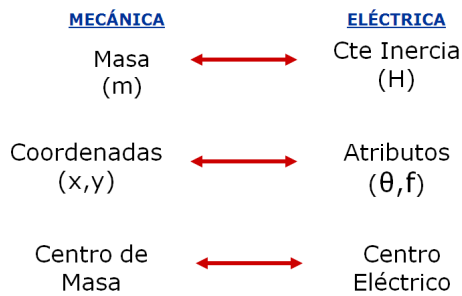 MECÁNICA ELÉCTRICA
Masa Cte Inercia
(m) (H)
Coordenadas Atributos
(x,y) (θ,f)
Centro de Centro
Masa Eléctrico